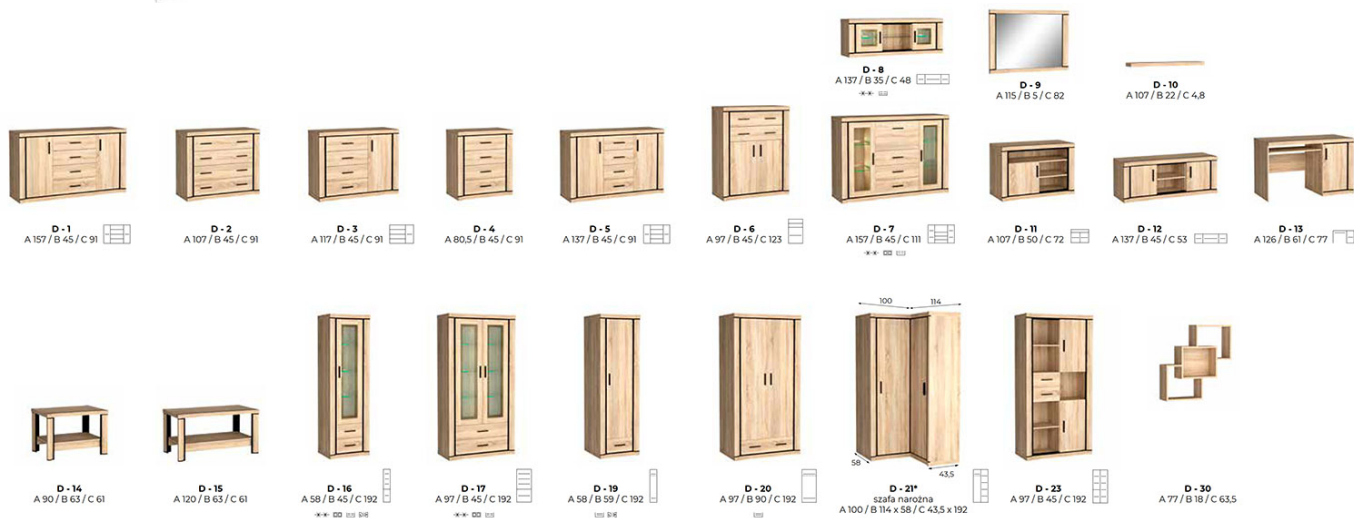 D - 8
A 137 / B 35 / C 48
D - 9
A 115 / B 5 / C 82
D - 10
A 107 / B 22 / C 4,8
D - 1
A 157 / B 45 / C 91
D - 2
A 107 / B 45 / C 91
D - 3
A 117 / B 45 / C 91
D - 4
A 80,5 / B 45 / C 91
D - 5
A 137 / B 45 / C 91
D - 6
A 97 / B 45 / C 123
D - 7
A 157 / B 45 / C 111
D - 11
A 107 / B 50 / C 72
D - 12
A 137 / B 45 / C 53
D - 13
A 126 / B 61 / C 77
D - 14
A 90 / B 63 / C 61
D - 15
A 120 / B 63 / C 61
D - 16
A 58 / B 45 / C 192
D - 17
A 97 / B 45 / C 192
D - 19
A 58 / B 59 / C 192
D - 20
A 97 / B 90 / C 192
100
114
58
43,5
D - 21*
szafa narożna
A 100 / B 114 x 58 / C 43,5 x 192
D - 23
A 97 / B 45 / C 192
D - 30
A 77 / B 18 / C 63,5